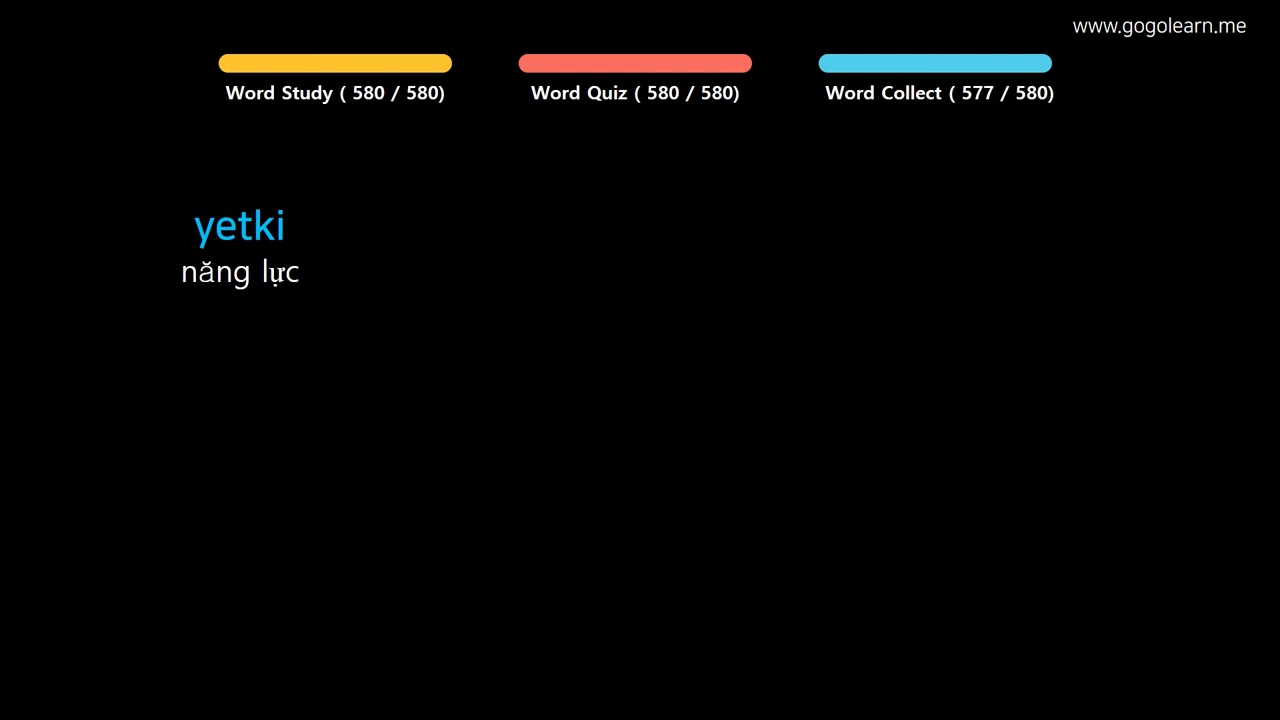 www.gogolearn.me
Word Study ( 580 / 580)
Word Quiz ( 580 / 580)
Word Collect ( 577 / 580)
yetki
năng lực